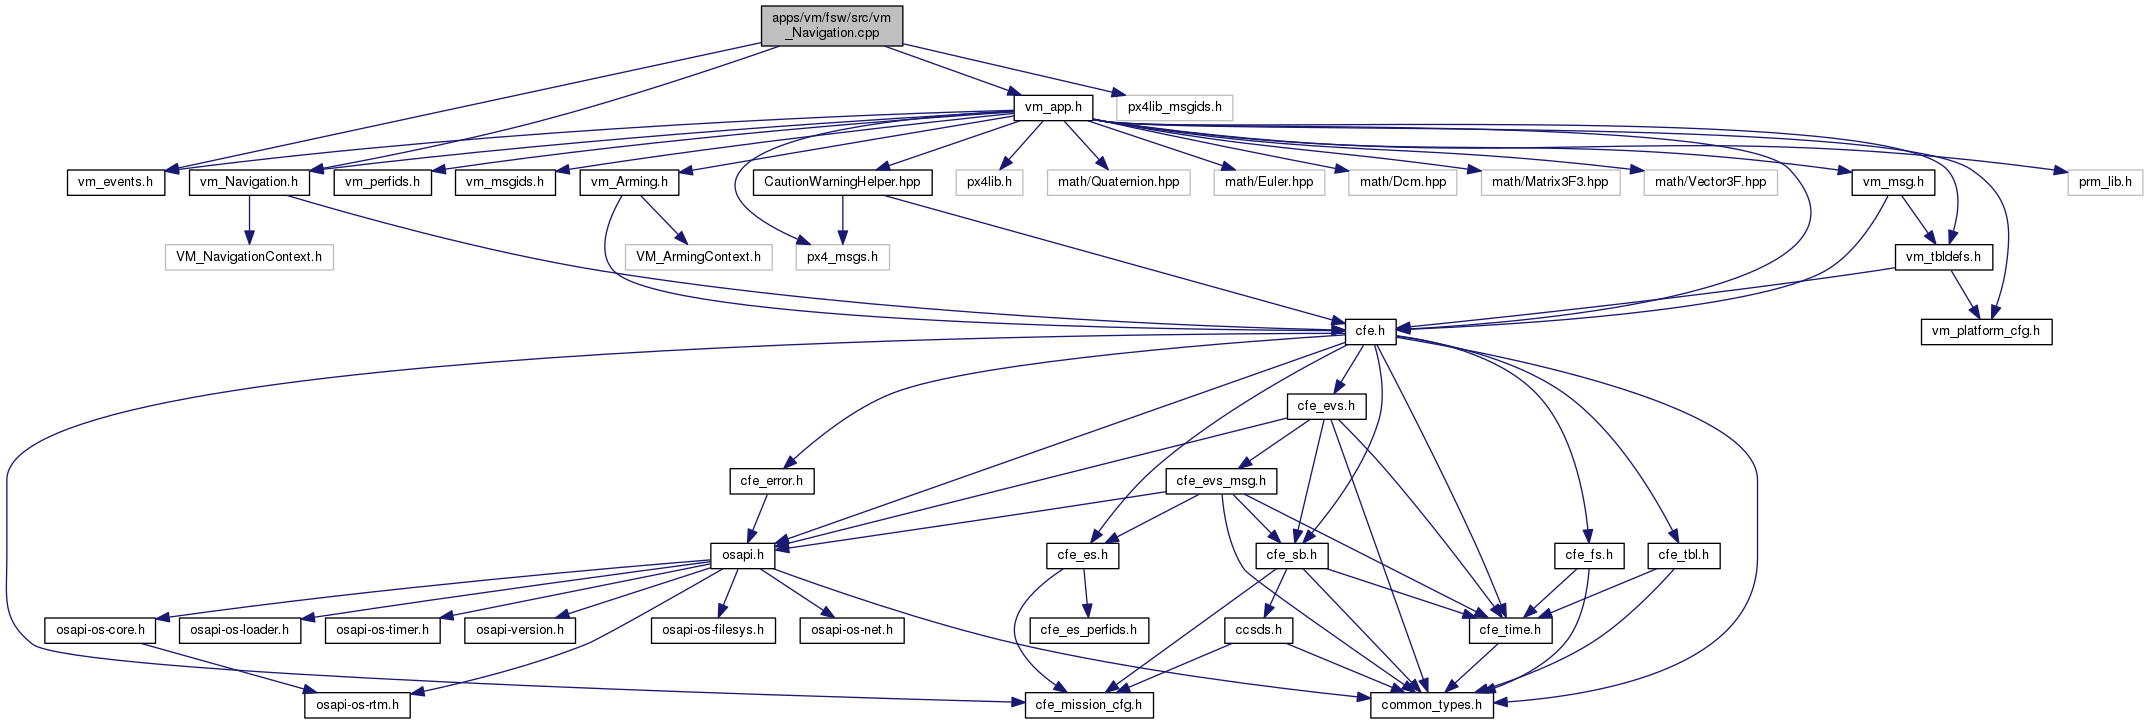 apps/vm/fsw/src/vm
_Navigation.cpp
vm_app.h
px4lib_msgids.h
vm_events.h
vm_Navigation.h
vm_perfids.h
vm_msgids.h
vm_Arming.h
CautionWarningHelper.hpp
px4lib.h
math/Quaternion.hpp
math/Euler.hpp
math/Dcm.hpp
math/Matrix3F3.hpp
math/Vector3F.hpp
vm_msg.h
prm_lib.h
VM_NavigationContext.h
VM_ArmingContext.h
px4_msgs.h
vm_tbldefs.h
cfe.h
vm_platform_cfg.h
cfe_evs.h
cfe_error.h
cfe_evs_msg.h
osapi.h
cfe_es.h
cfe_sb.h
cfe_fs.h
cfe_tbl.h
osapi-os-core.h
osapi-os-loader.h
osapi-os-timer.h
osapi-version.h
osapi-os-filesys.h
osapi-os-net.h
cfe_es_perfids.h
ccsds.h
cfe_time.h
osapi-os-rtm.h
cfe_mission_cfg.h
common_types.h